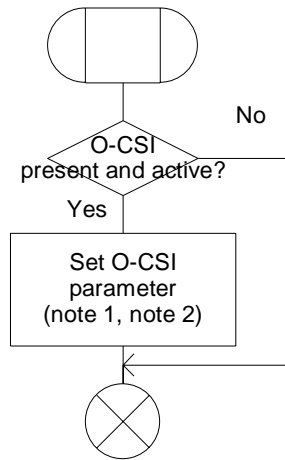 O-CSI
present and active?
No
Yes
Set O-CSI
parameter
(note 1, note 2)